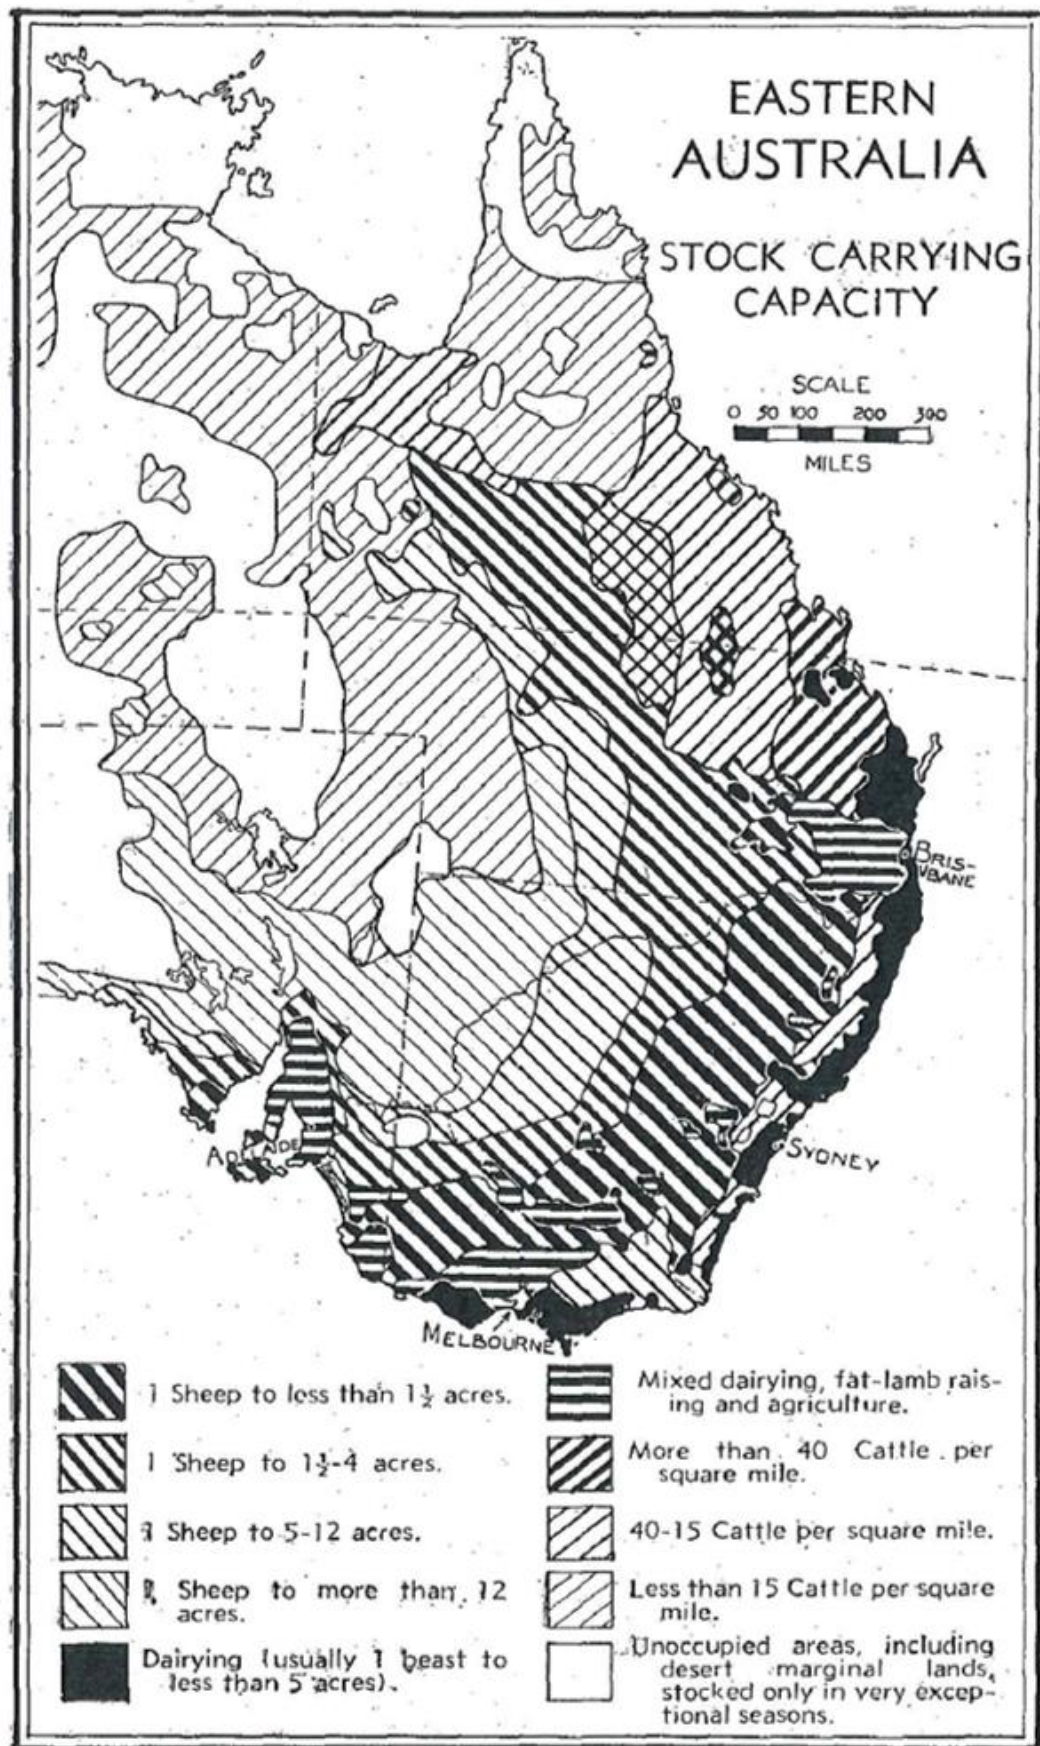 EASTERN
AUSTRALIA
STOCK CARRYING
CAPACITY
SCALE
0 50 100 200 300
MILES
BRIS-
BANE
SYDNEY
ADELAIDE
MELBOURNE
1 Sheep to less than 1½ acres.
1 Sheep to 1½-4 acres.
1 Sheep to 5-12 acres.
Sheep to more than 12
acres.
Dairying (usually 1 beast to
less than 5 acres).
Mixed dairying, fat-lamb rais-
ing and agriculture.
More than 40 Cattle per
square mile.
40-15 Cattle per square mile.
Less than 15 Cattle per square
mile.
Unoccupied areas, including
desert marginal lands,
stocked only in very excep-
tional seasons.